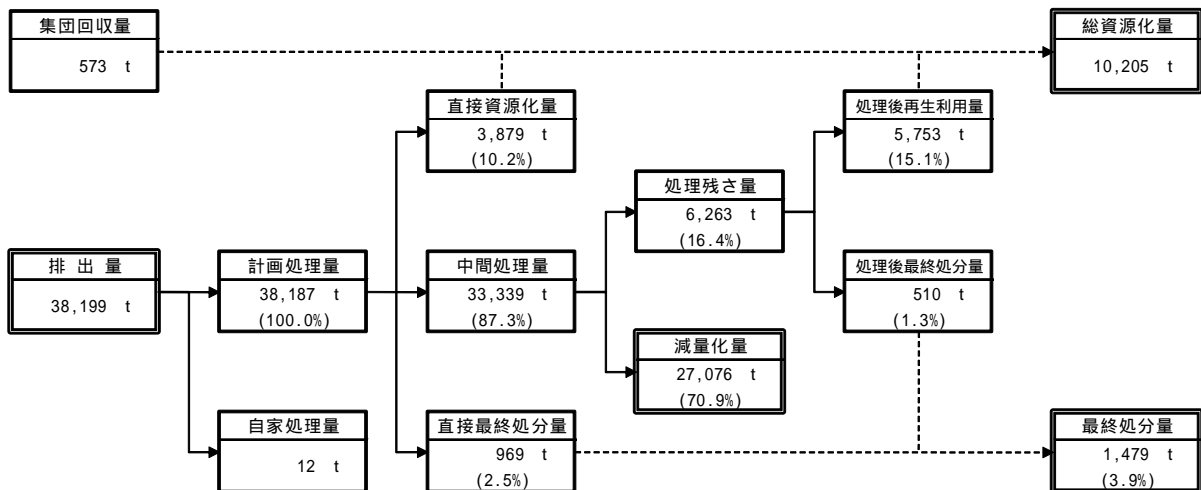 集団回収量
573 t
総資源化量
10,205 t
直接資源化量
3,879 t
(10.2%)
処理後再生利用量
5,753 t
(15.1%)
処理残さ量
6,263 t
(16.4%)
排 出 量
38,199 t
計画処理量
38,187 t
(100.0%)
中間処理量
33,339 t
(87.3%)
処理後最終処分量
510 t
(1.3%)
減量化量
27,076 t
(70.9%)
自家処理量
12 t
直接最終処分量
969 t
(2.5%)
最終処分量
1,479 t
(3.9%)